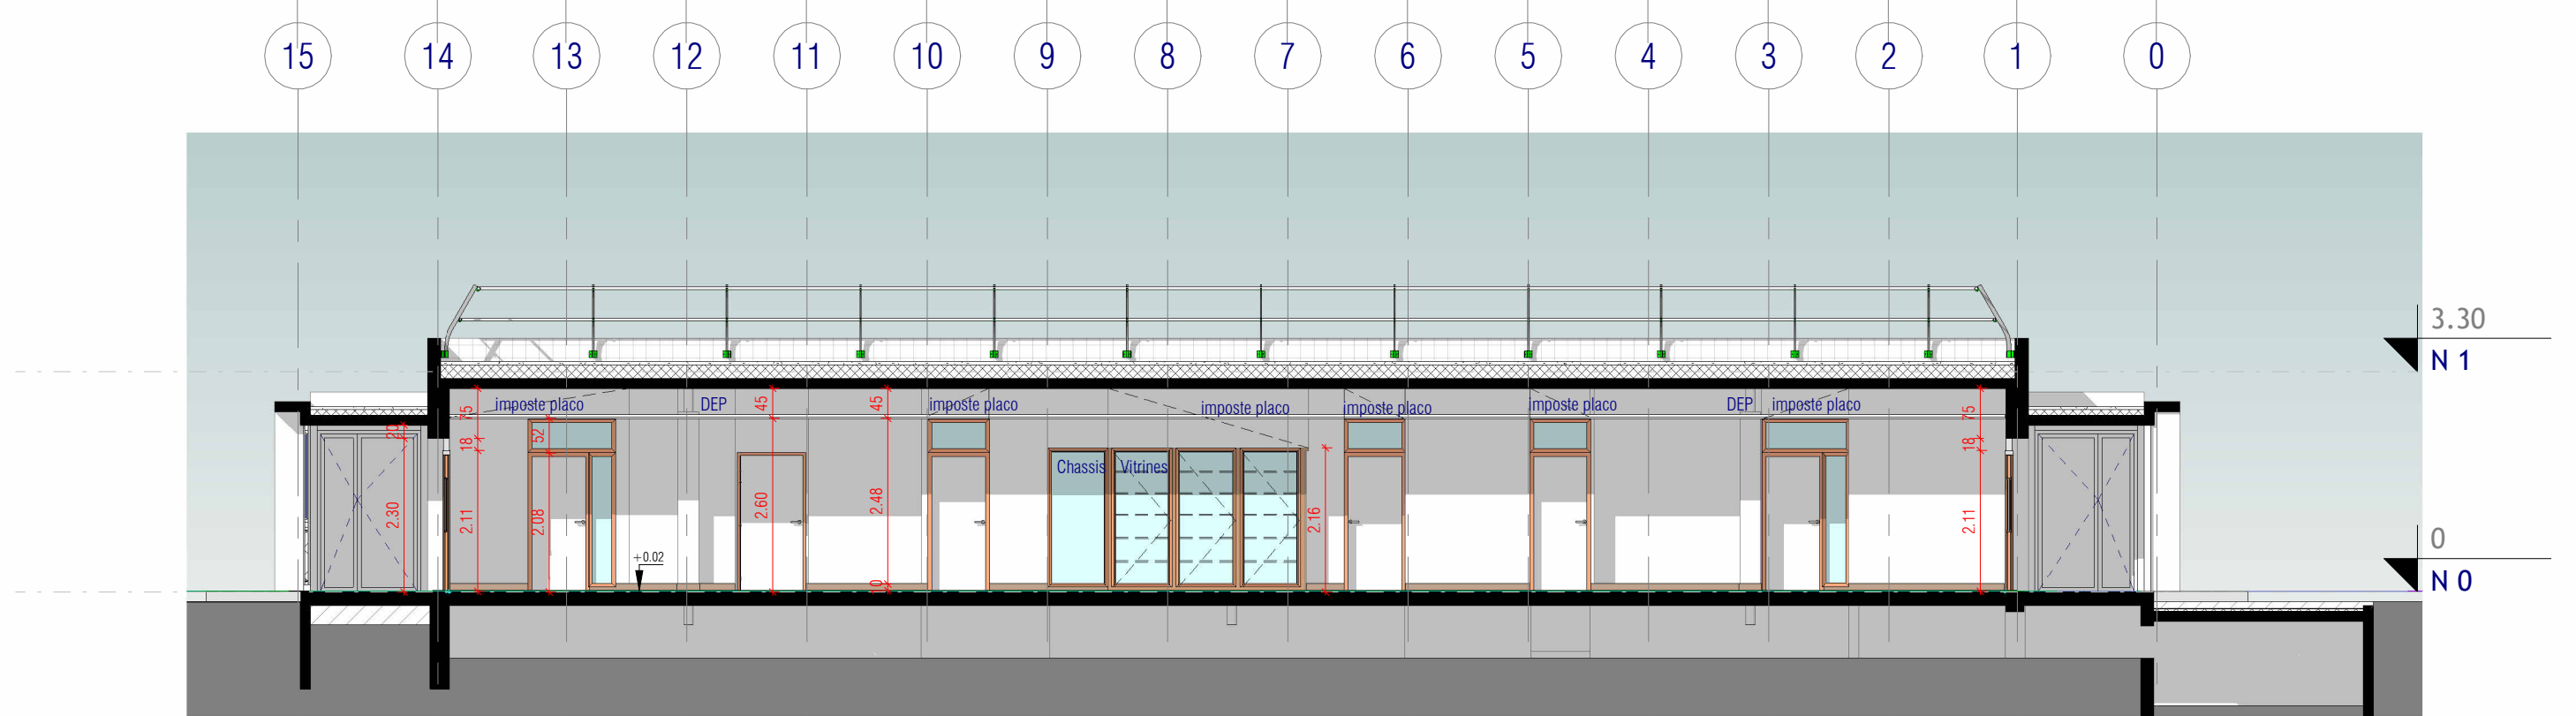 15 14 13 12 11 10 9 8 7 6 5 4 3 2 1 0
3.30
N 1
imposte placo DEP imposte placo imposte placo imposte placo imposte placo DEP imposte placo
75 45 45 75
20 18 52 18
Chassis Vitrines
2.30 2.11 2.08 2.60 2.48 2.16 2.11
0
+0.02
10
N 0